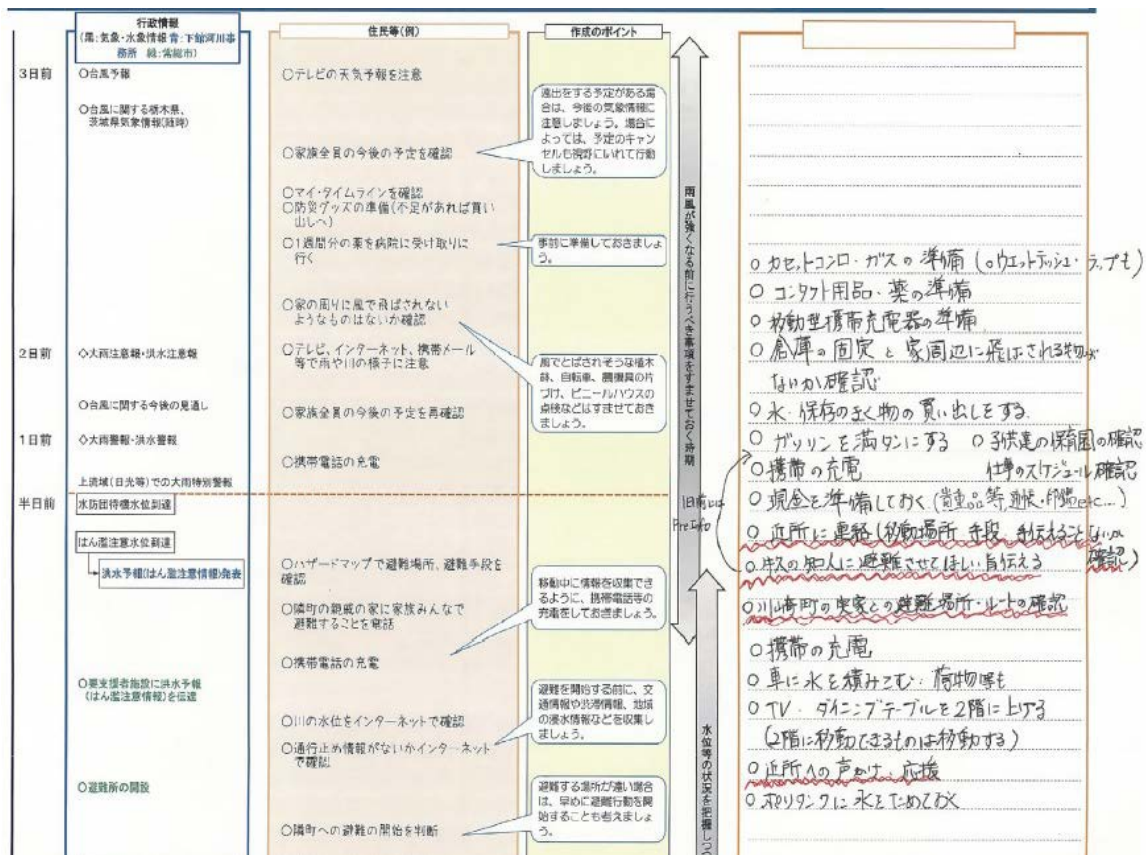 行政情報
(黒:気象・水象情報 青:下館河川事
務所 緑:常総市)
3日前
○台風予報
○台風に関する栃木県、
茨城県気象情報(随時)
2日前
◇大雨注意報・洪水注意報
○台風に関する今後の見通し
1日前
◇大雨警報・洪水警報
上流域(日光等)での大雨特別警報
半日前
水防団待機水位到達
はん濫注意水位到達
洪水予報(はん濫注意情報)発表
○要支援者施設に洪水予報
(はん濫注意情報)を伝達
○避難所の開設
住民等(例)
○テレビの天気予報を注意
○家族全員の今後の予定を確認
○マイ・タイムラインを確認
○防災グッズの準備(不足があれば買い
出しへ)
○1週間分の薬を病院に受け取りに
行く
○家の周りに風で飛ばされない
ようなものはないか確認
○テレビ、インターネット、携帯メール
等で雨や川の様子に注意
○家族全員の今後の予定を再確認
○携帯電話の充電
○ハザードマップで避難場所、避難手段を
確認
○隣町の親戚の家に家族みんなで
避難することを電話
○携帯電話の充電
○川の水位をインターネットで確認
○通行止め情報がないかインターネット
で確認
○隣町への避難の開始を判断
作成のポイント
遠出をする予定がある場
合は、今後の気象情報に
注意しましょう。場合に
よっては、予定のキャン
セルも視野にいれて行動
しましょう。
事前に準備しておきましょ
う。
風でとばされそうな植木
鉢、自転車、農機具の片
づけ、ビニールハウスの
点検などはすませておき
ましょう。
移動中に情報を収集でき
るように、携帯電話等の
充電をしておきましょう。
避難を開始する前に、交
通情報や渋滞情報、地域
の浸水情報などを収集し
ましょう。
避難する場所が遠い場合
は、早めに避難行動を開
始することも考えましょ
う。
雨風が強くなる前に行うべき事項をすませておく時期
水位等の状況を把握しつつ
1日前には
Pre Info
○カセットコンロ・ガスの準備(○ウエットティッシュ・ラップも)
○コンタクト用品・薬の準備
○移動型携帯充電器の準備
○倉庫の固定と家周辺に飛ばされる物が
ないか確認
○水・保存のきく物の買い出しをする
○ガソリンを満タンにする ○子供達の保育園の確認
○携帯の充電 仕事のスケジュール確認
○現金を準備しておく(貴重品等、通帳・印鑑etc...)
○近所に連絡(移動場所 手段、手伝えることないか
確認)
の知人に避難させてほしい旨伝える
の実家との避難場所・ルートの確認
○携帯の充電
○車に水を積みこむ・荷物等も
○TV・ダイニングテーブルを2階に上げる
(2階に移動できるものは移動する)
○近所への声かけ、応援
○ポリタンクに水をためておく